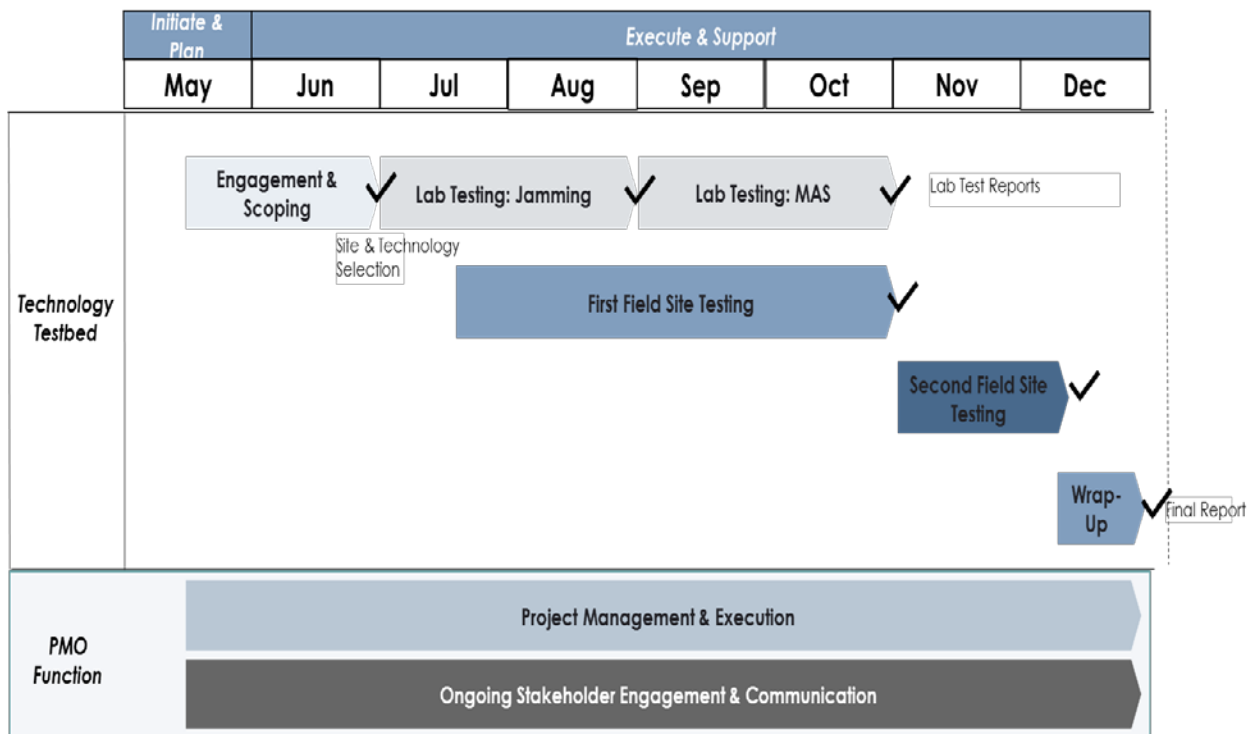 Initiate &
Plan
Execute & Support
May
Jun
Jul
Aug
Sep
Oct
Nov
Dec
Technology
Testbed
Engagement &
Scoping
Lab Testing: Jamming
Lab Testing: MAS
Lab Test Reports
Site & Technology
Selection
First Field Site Testing
Second Field Site
Testing
Wrap-
Up
Final Report
PMO
Function
Project Management & Execution
Ongoing Stakeholder Engagement & Communication